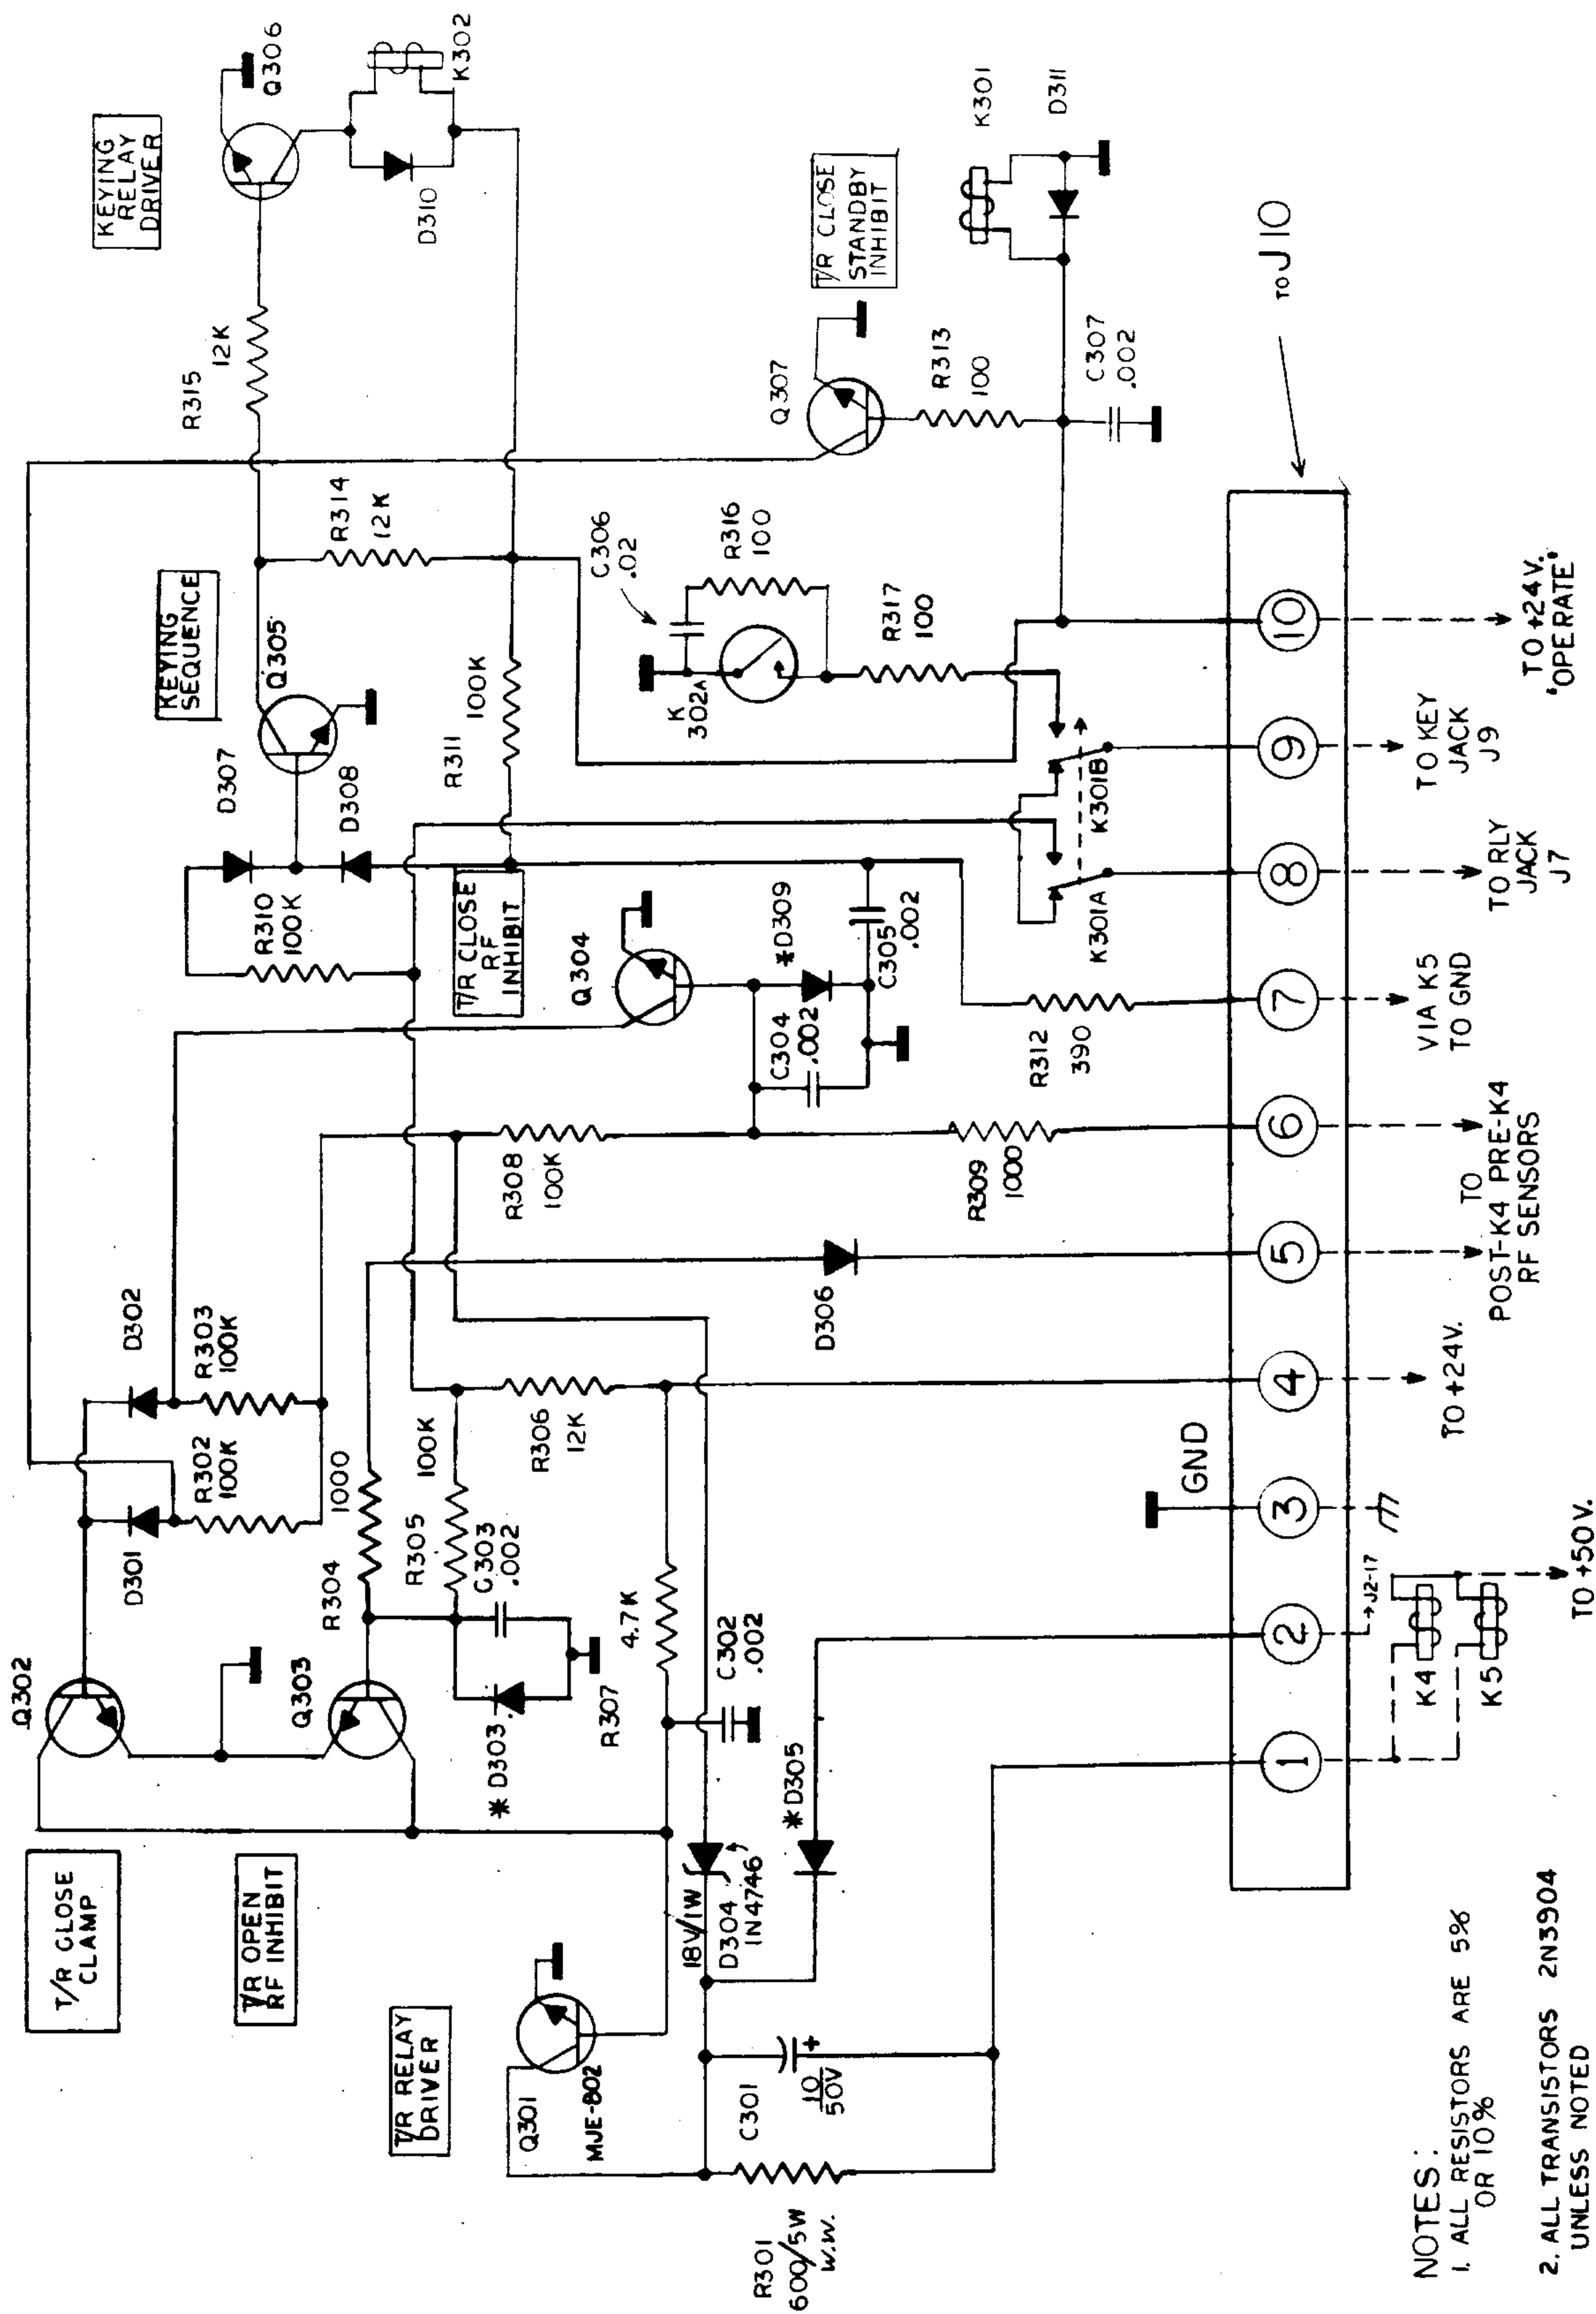 Q306
K302
KEYING
RELAY
DRIVER
D310
R315
12K
K301
D311
T/R CLOSE
STANDBY
INHIBIT
Q307
R313
100
C307
.002
TO J10
R314
12K
KEYING
SEQUENCE
Q305
C306
.02
R316
100
K
302A
R317
100
D307
D308
R311
100K
R310
100K
T/R CLOSE
RF
INHIBIT
Q304
*D309
C304
.002
C305
.002
K301A
K301B
R312
390
R308
100K
R309
1000
D306
D302
R303
100K
R302
100K
D301
R304
1000
R305
100K
R306
12K
C303
.002
*D303
R307
4.7K
C302
.002
Q302
Q303
T/R CLOSE
CLAMP
T/R OPEN
RF INHIBIT
T/R RELAY
DRIVER
Q301
MJE-802
18V/1W
D304
1N4746
*D305
C301
+
10
50V
R301
600/5W
W.W.
GND
1
2
3
4
5
6
7
8
9
10
J2-17
K4
K5
TO +50V.
TO +24V.
TO
POST-K4 PRE-K4
RF SENSORS
VIA K5
TO GND
TO RLY
JACK
J7
TO KEY
JACK
J9
TO +24V.
'OPERATE'
NOTES:
1. ALL RESISTORS ARE 5%
OR 10%
2. ALL TRANSISTORS 2N3904
UNLESS NOTED